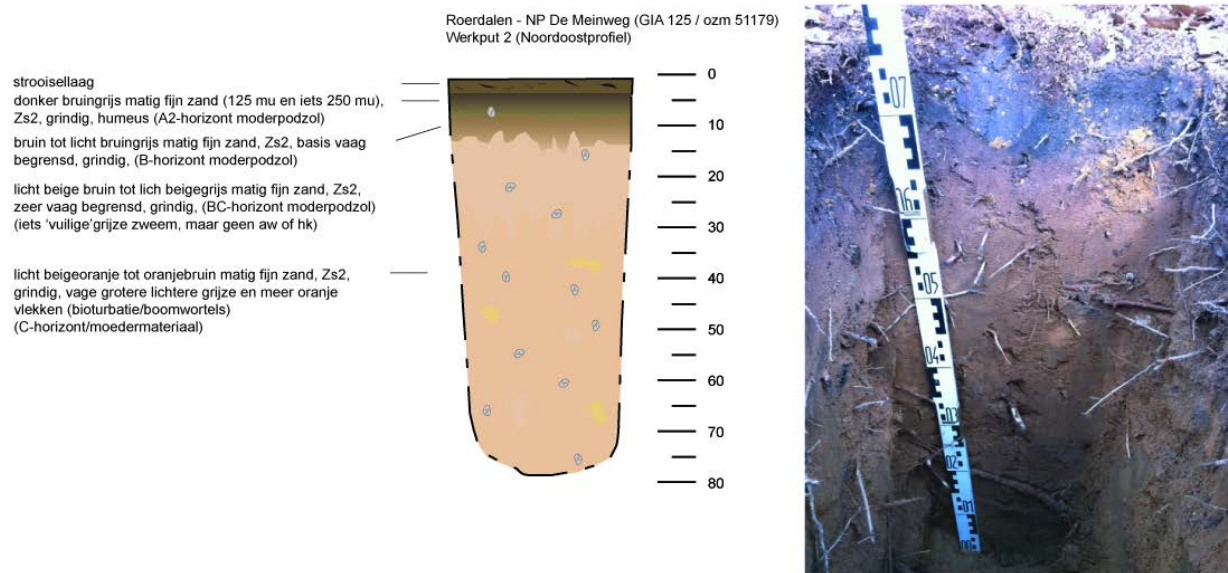 Roerdalen - NP De Meinweg (GIA 125 / ozm 51179)
Werkput 2 (Noordoostprofiel)
strooisellaag
donker bruingrijs matig fijn zand (125 mu en iets 250 mu),
Zs2, grindig, humeus (A2-horizont moderpodzol)
bruin tot licht bruingrijs matig fijn zand, Zs2, basis vaag
begrensd, grindig, (B-horizont moderpodzol)
licht beige bruin tot lich beigegrijs matig fijn zand, Zs2,
zeer vaag begrensd, grindig, (BC-horizont moderpodzol)
(iets ‘vuilige’grijze zweem, maar geen aw of hk)
licht beigeoranje tot oranjebruin matig fijn zand, Zs2,
grindig, vage grotere lichtere grijze en meer oranje
vlekken (bioturbatie/boomwortels)
(C-horizont/moedermateriaal)
0
10
20
30
40
50
60
70
80
07
06
05
04
03
02
01
00